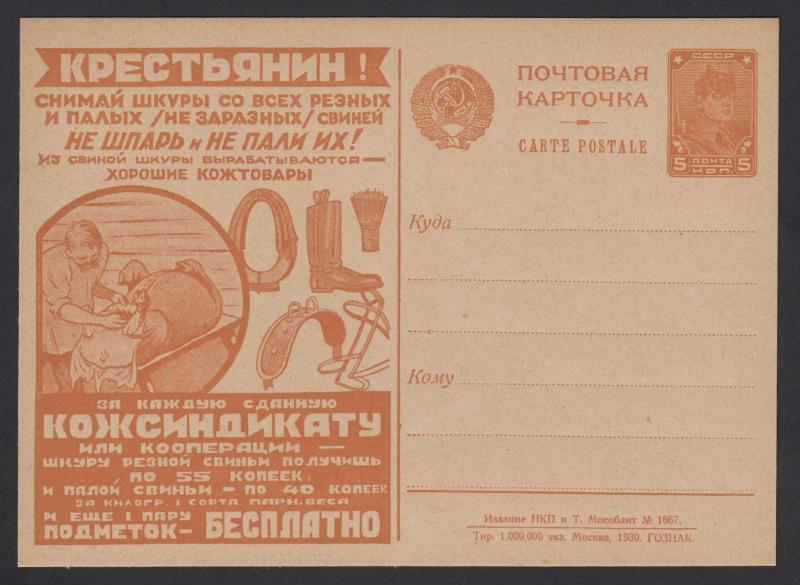 КРЕСТЬЯНИН!
СНИМАЙ ШКУРЫ СО ВСЕХ РЕЗНЫХ
И ПАЛЫХ /НЕ ЗАРАЗНЫХ/ СВИНЕЙ
НЕ ШПАРЬ и НЕ ПАЛИ ИХ!
ИЗ СВИНОЙ ШКУРЫ ВЫРАБАТЫВАЮТСЯ—
ХОРОШИЕ КОЖТОВАРЫ
ЗА КАЖДУЮ СДАННУЮ
КОЖСИНДИКАТУ
ИЛИ КООПЕРАЦИИ —
ШКУРУ РЕЗНОЙ СВИНЬИ ПОЛУЧИШЬ
ПО 55 КОПЕЕК,
И ПАЛОЙ СВИНЬИ - ПО 40 КОПЕЕК
ЗА КИЛОГР. I СОРТА ПАРН. ВЕСА
И ЕЩЕ 1 ПАРУ
ПОДМЕТОК- БЕСПЛАТНО
ПОЧТОВАЯ
КАРТОЧКА
CARTE POSTALE
СССР
5 ПОЧТА 5
КОП.
Куда
Кому
Издание НКП и Т. Мособлит № 1667.
Тир. 1.000.000 экз. Москва, 1930. ГОЗНАК.